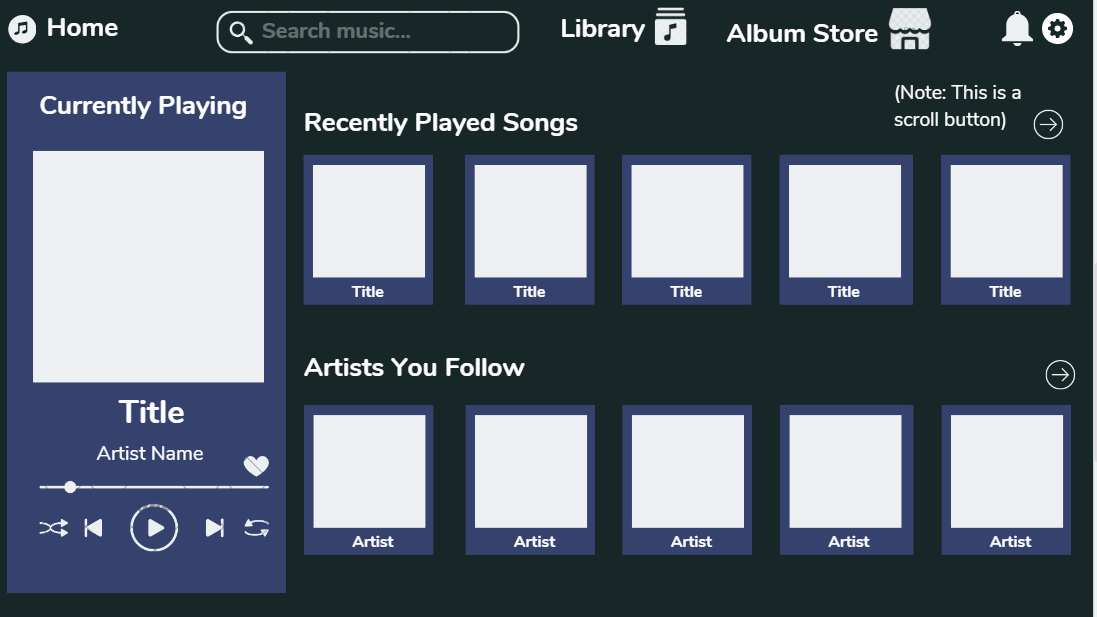 Home
Search music...
Library
Album Store
Currently Playing
Title
Artist Name
(Note: This is a
scroll button)
Recently Played Songs
Title
Title
Title
Title
Title
Artists You Follow
Artist
Artist
Artist
Artist
Artist